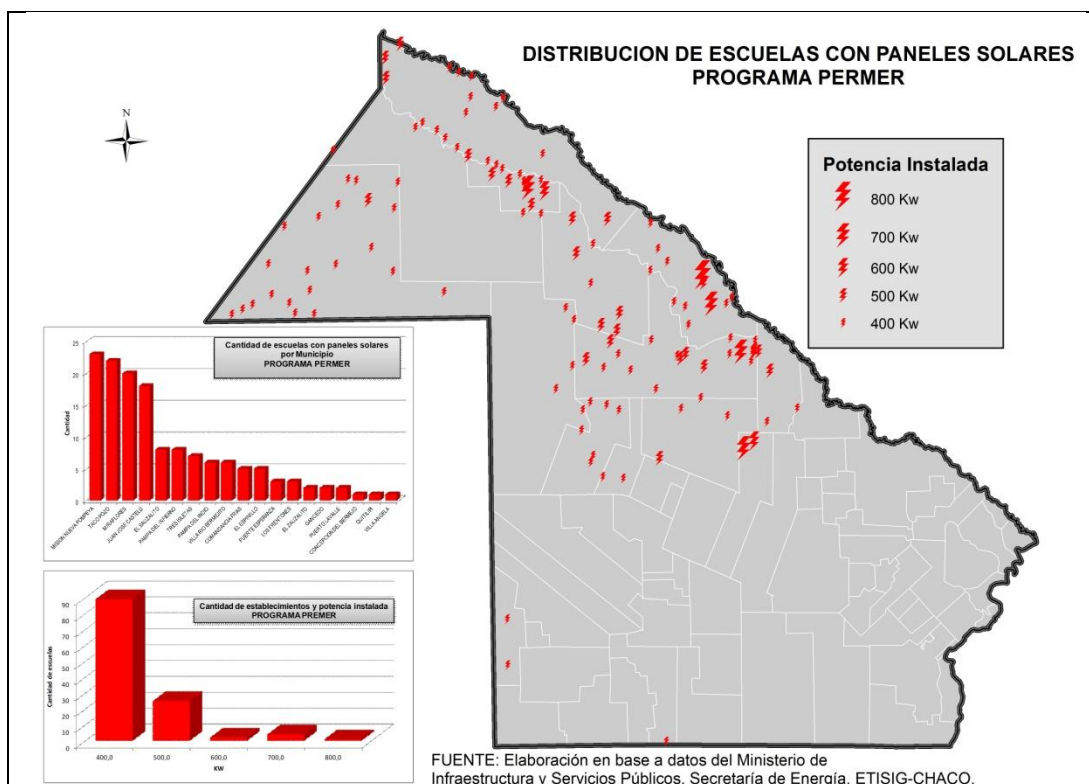 DISTRIBUCION DE ESCUELAS CON PANELES SOLARES
PROGRAMA PERMER
N
Potencia Instalada
800 Kw
700 Kw
600 Kw
500 Kw
400 Kw
Cantidad de escuelas con paneles solares
por Municipio
PROGRAMA PERMER
Cantidad
25
20
15
10
5
0
MISION NUEVA POMPEYA
TACO POZO
MIRAFLORES
JUAN JOSE CASTELLI
EL SAUZALITO
PAMPA DEL INFIERNO
TRES ISLETAS
PAMPA DEL INDIO
VILLA RIO BERMEJITO
COMANDANCIA FRIAS
EL ESPINILLO
FUERTE ESPERANZA
LOS FRENTONES
EL ZAUZALITO
GANCEDO
PUERTO LAVALLE
CONCEPCION DEL BERMEJO
QUITILIPI
VILLA ANGELA
Cantidad de establecimientos y potencia instalada
PROGRAMA PREMER
Cantidad de escuelas
90
80
70
60
50
40
30
20
10
0
400,0
500,0
600,0
700,0
800,0
KW
FUENTE: Elaboración en base a datos del Ministerio de
Infraestructura y Servicios Públicos. Secretaría de Energía. ETISIG-CHACO.